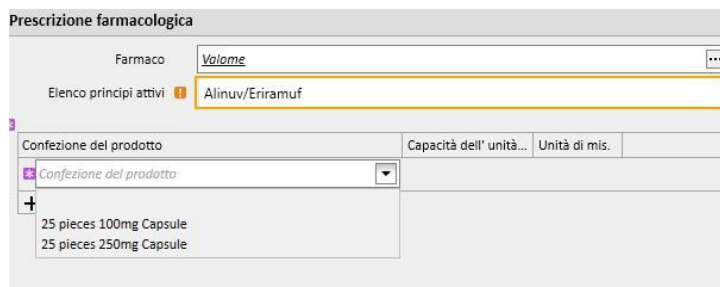 Prescrizione farmacologica
Farmaco Valome
Elenco principi attivi Alinuv/Eriramuf
Confezione del prodotto Capacità dell' unità... Unità di mis.
Confezione del prodotto
25 pieces 100mg Capsule
25 pieces 250mg Capsule